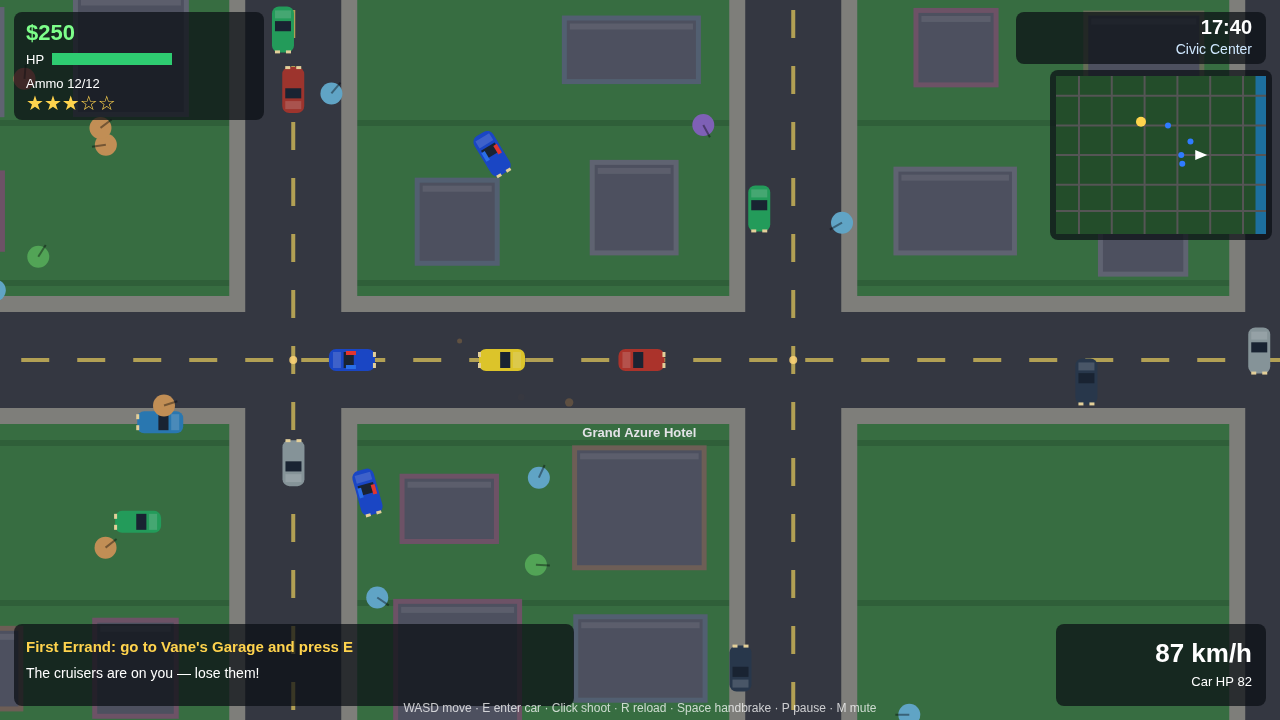 $250
HP
Ammo 12/12
★★★☆☆
17:40
Civic Center
Grand Azure Hotel
First Errand: go to Vane's Garage and press E
The cruisers are on you — lose them!
87 km/h
Car HP 82
WASD move · E enter car · Click shoot · R reload · Space handbrake · P pause · M mute